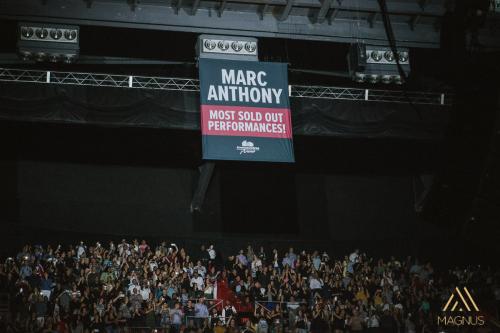 MARC
ANTHONY
MOST SOLD OUT
PERFORMANCES!
MAGNUS